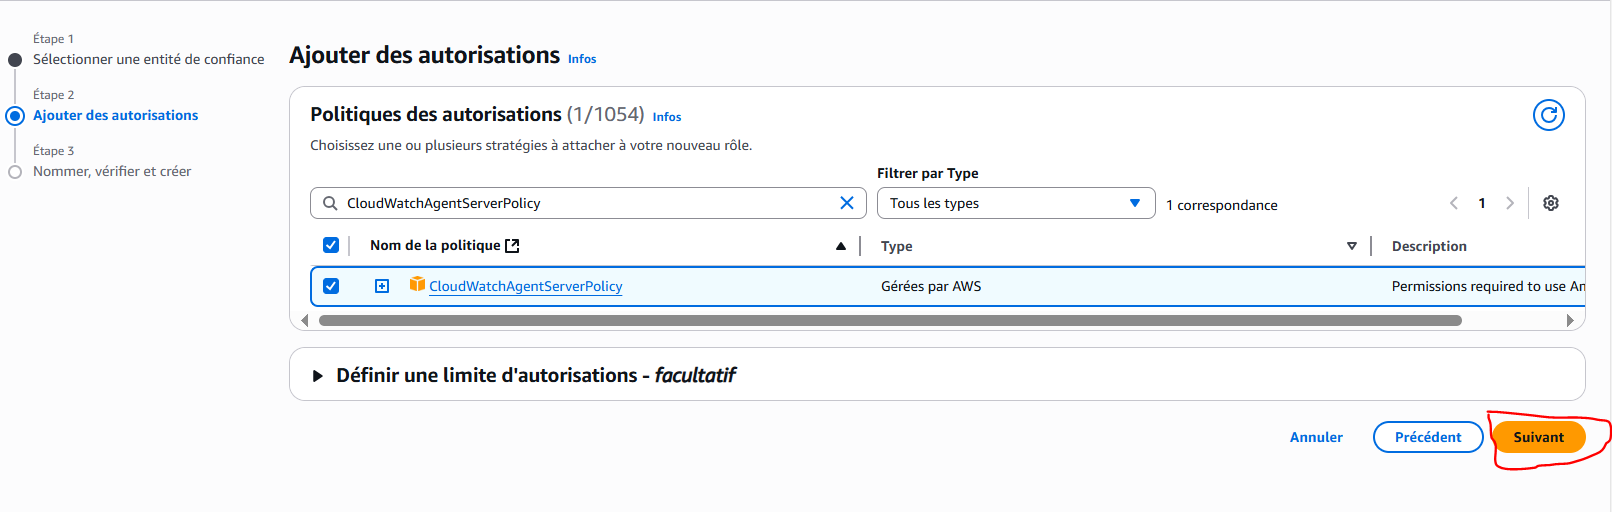 Étape 1
Sélectionner une entité de confiance
Étape 2
Ajouter des autorisations
Étape 3
Nommer, vérifier et créer
Ajouter des autorisations Infos
Politiques des autorisations (1/1054) Infos
Choisissez une ou plusieurs stratégies à attacher à votre nouveau rôle.
Filtrer par Type
CloudWatchAgentServerPolicy
Tous les types
1 correspondance
1
Nom de la politique
Type
Description
CloudWatchAgentServerPolicy
Gérées par AWS
Permissions required to use
Définir une limite d'autorisations - facultatif
Annuler
Précédent
Suivant